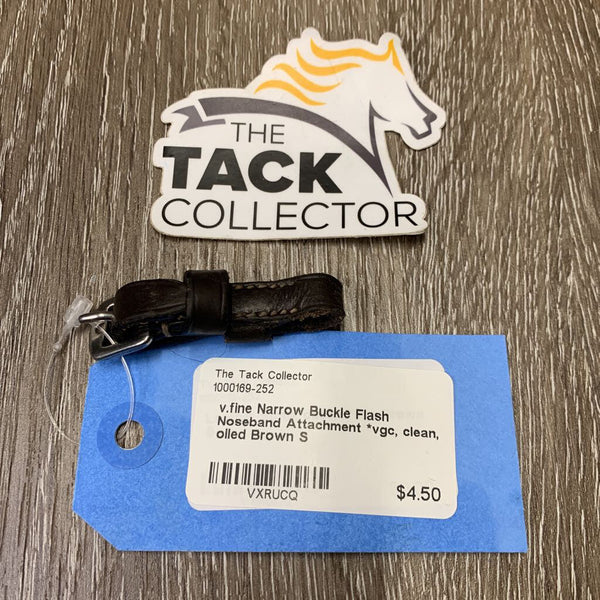 THE
TACK
COLLECTOR
The Tack Collector
1000169-252
v.fine Narrow Buckle Flash
Noseband Attachment *vgc, clean,
oiled Brown S
VXRUCQ
$4.50